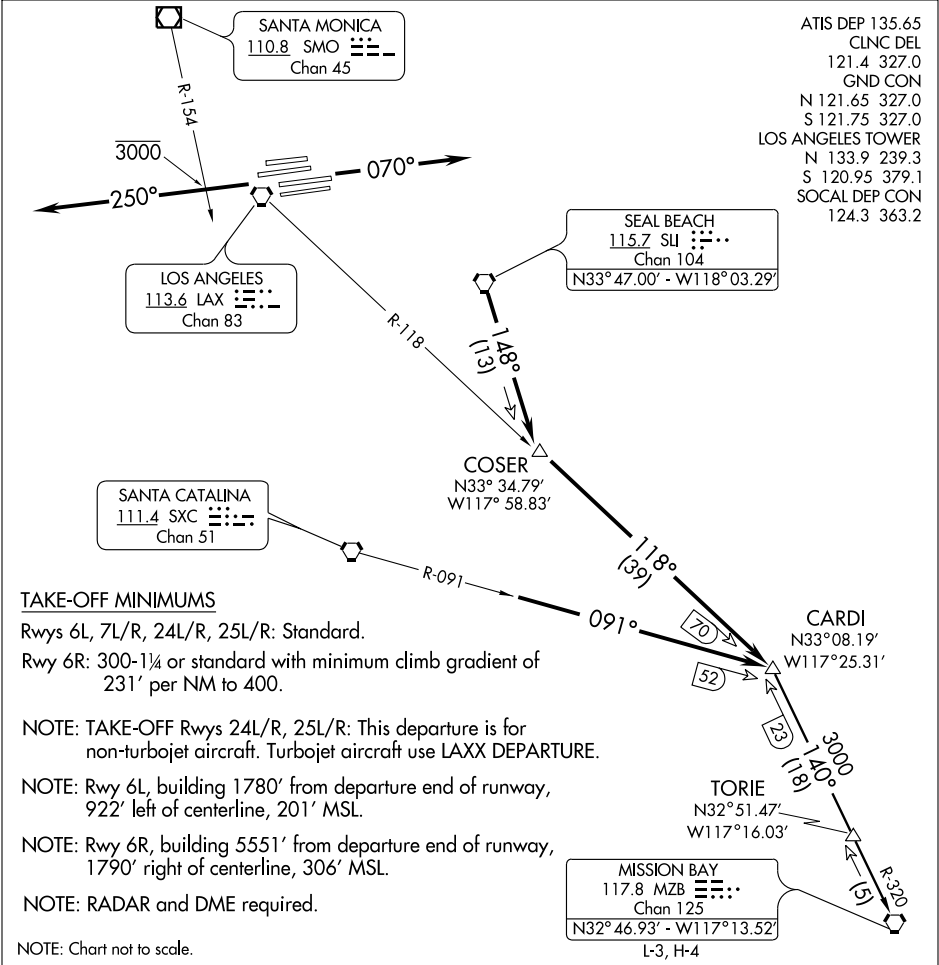 SANTA MONICA
110.8 SMO
Chan 45
ATIS DEP 135.65
CLNC DEL
121.4 327.0
GND CON
N 121.65 327.0
S 121.75 327.0
LOS ANGELES TOWER
N 133.9 239.3
S 120.95 379.1
SOCAL DEP CON
124.3 363.2
R-154
3000
250°
070°
LOS ANGELES
113.6 LAX
Chan 83
R-118
SEAL BEACH
115.7 SLI
Chan 104
N33°47.00′ - W118°03.29′
148°
(13)
COSER
N33° 34.79′
W117° 58.83′
SANTA CATALINA
111.4 SXC
Chan 51
R-091
091°
118°
(39)
70
52
23
CARDI
N33°08.19′
W117°25.31′
3000
140°
(18)
TORIE
N32°51.47′
W117°16.03′
R-320
(5)
MISSION BAY
117.8 MZB
Chan 125
N32°46.93′ - W117°13.52′
L-3, H-4
TAKE-OFF MINIMUMS
Rwys 6L, 7L/R, 24L/R, 25L/R: Standard.
Rwy 6R: 300-1¼ or standard with minimum climb gradient of
231′ per NM to 400.
NOTE: TAKE-OFF Rwys 24L/R, 25L/R: This departure is for
non-turbojet aircraft. Turbojet aircraft use LAXX DEPARTURE.
NOTE: Rwy 6L, building 1780′ from departure end of runway,
922′ left of centerline, 201′ MSL.
NOTE: Rwy 6R, building 5551′ from departure end of runway,
1790′ right of centerline, 306′ MSL.
NOTE: RADAR and DME required.
NOTE: Chart not to scale.